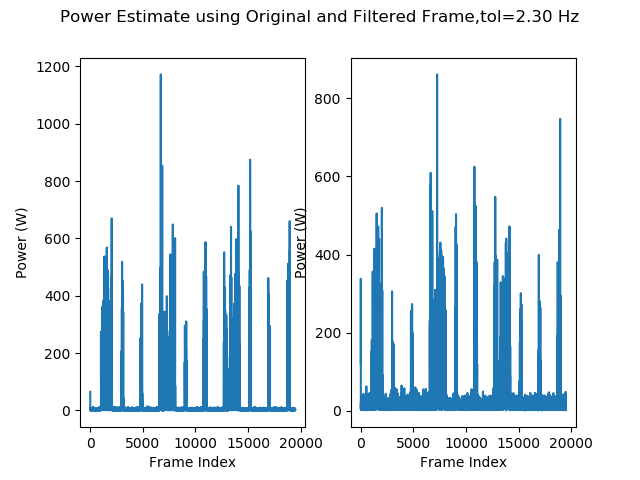 Power Estimate using Original and Filtered Frame,tol=2.30 Hz
1200
1000
800
600
400
200
0
Power (W)
0 5000 10000 15000 20000
Frame Index
800
600
400
200
0
Power (W)
0 5000 10000 15000 20000
Frame Index